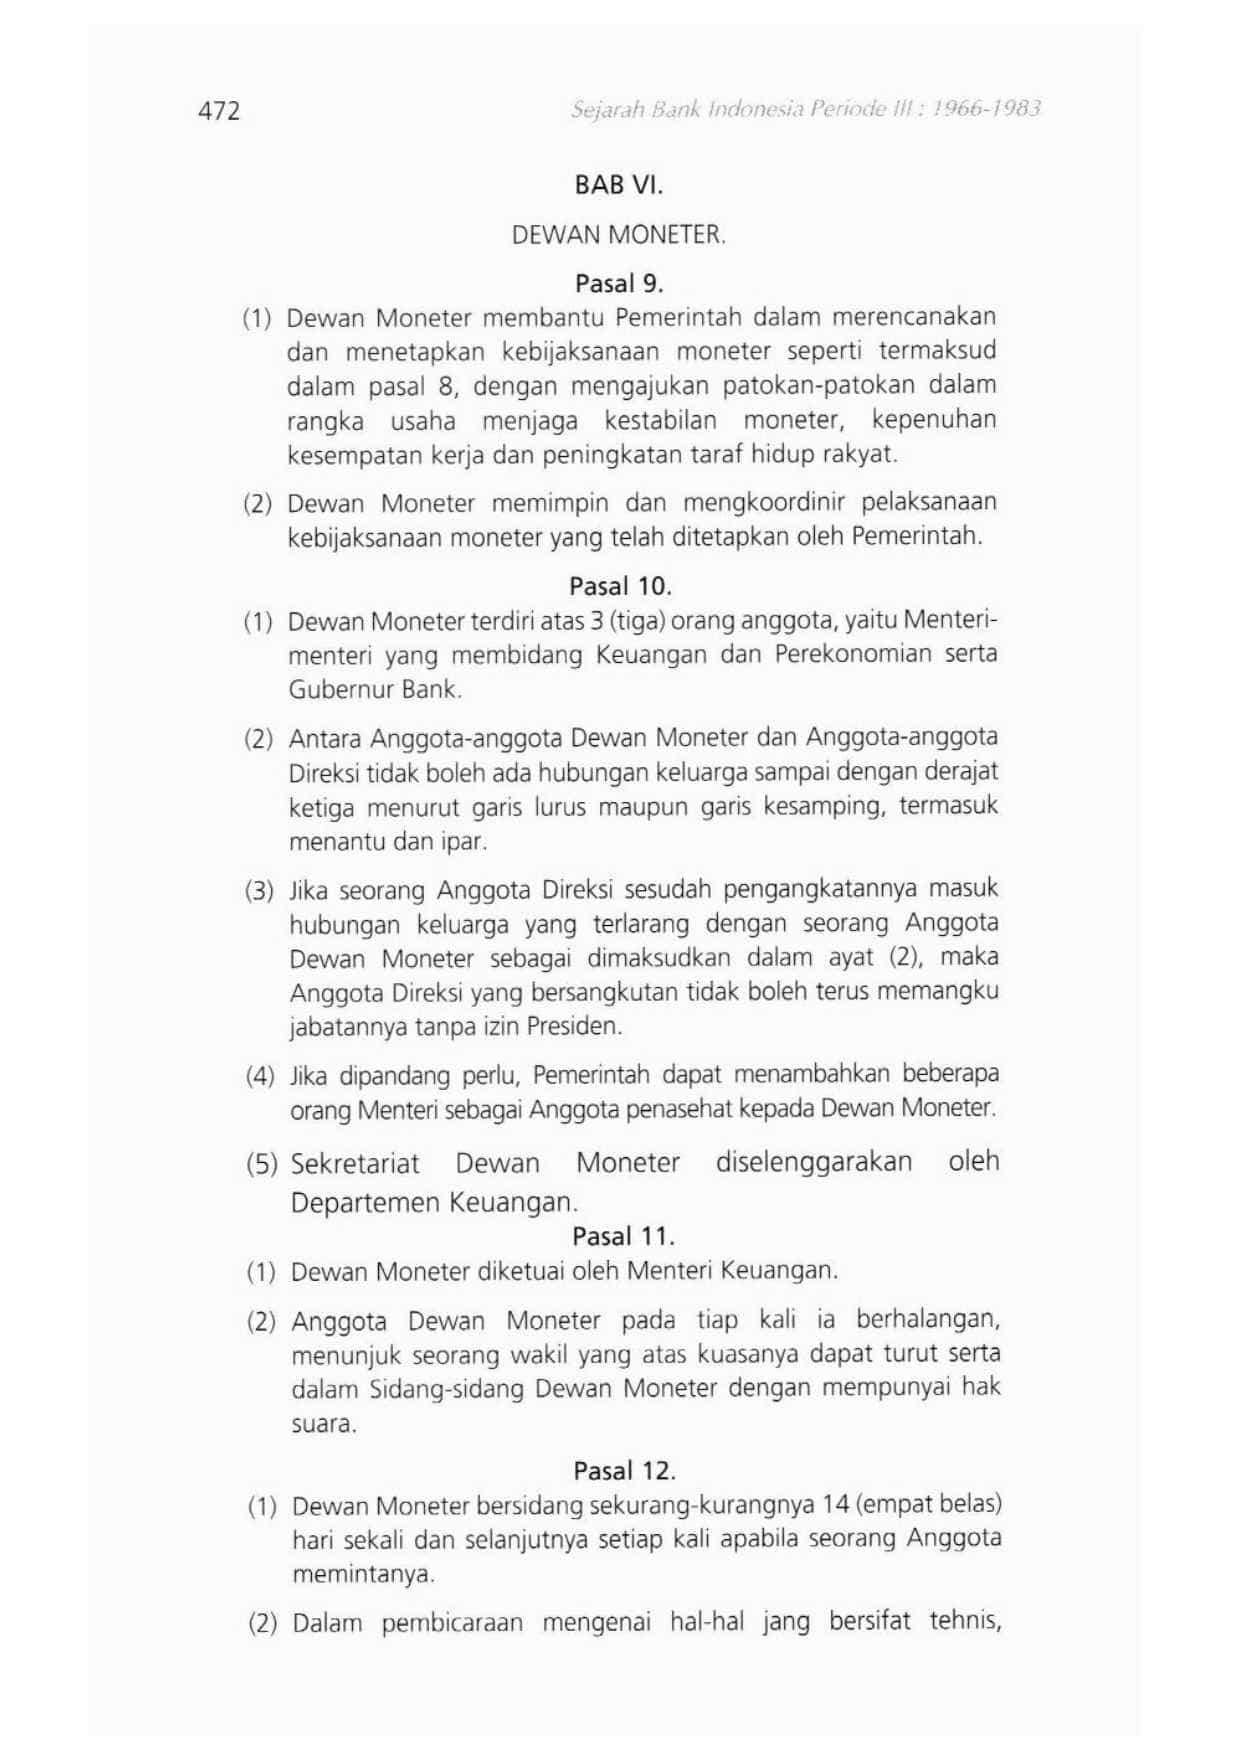 472
Sejarah Bank Indonesia Periode III : 1966-1983
BAB VI.
DEWAN MONETER.
Pasal 9.
(1) Dewan Moneter membantu Pemerintah dalam merencanakan
dan menetapkan kebijaksanaan moneter seperti termaksud
dalam pasal 8, dengan mengajukan patokan-patokan dalam
rangka usaha menjaga kestabilan moneter, kepenuhan
kesempatan kerja dan peningkatan taraf hidup rakyat.
(2) Dewan Moneter memimpin dan mengkoordinir pelaksanaan
kebijaksanaan moneter yang telah ditetapkan oleh Pemerintah.
Pasal 10.
(1) Dewan Moneter terdiri atas 3 (tiga) orang anggota, yaitu Menteri-
menteri yang membidang Keuangan dan Perekonomian serta
Gubernur Bank.
(2) Antara Anggota-anggota Dewan Moneter dan Anggota-anggota
Direksi tidak boleh ada hubungan keluarga sampai dengan derajat
ketiga menurut garis lurus maupun garis kesamping, termasuk
menantu dan ipar.
(3) Jika seorang Anggota Direksi sesudah pengangkatannya masuk
hubungan keluarga yang terlarang dengan seorang Anggota
Dewan Moneter sebagai dimaksudkan dalam ayat (2), maka
Anggota Direksi yang bersangkutan tidak boleh terus memangku
jabatannya tanpa izin Presiden.
(4) Jika dipandang perlu, Pemerintah dapat menambahkan beberapa
orang Menteri sebagai Anggota penasehat kepada Dewan Moneter.
(5) Sekretariat Dewan Moneter diselenggarakan oleh
Departemen Keuangan.
Pasal 11.
(1) Dewan Moneter diketuai oleh Menteri Keuangan.
(2) Anggota Dewan Moneter pada tiap kali ia berhalangan,
menunjuk seorang wakil yang atas kuasanya dapat turut serta
dalam Sidang-sidang Dewan Moneter dengan mempunyai hak
suara.
Pasal 12.
(1) Dewan Moneter bersidang sekurang-kurangnya 14 (empat belas)
hari sekali dan selanjutnya setiap kali apabila seorang Anggota
memintanya.
(2) Dalam pembicaraan mengenai hal-hal jang bersifat tehnis,